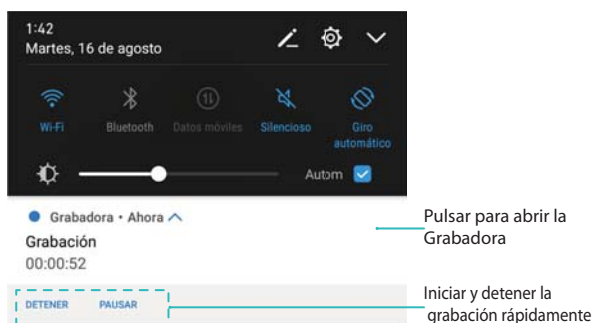 1:42
Martes, 16 de agosto
Wi-Fi
Bluetooth
Datos móviles
Silencioso
Giro
automático
Autom
Grabadora • Ahora
Grabación
00:00:52
Pulsar para abrir la
Grabadora
DETENER PAUSAR
Iniciar y detener la
grabación rápidamente